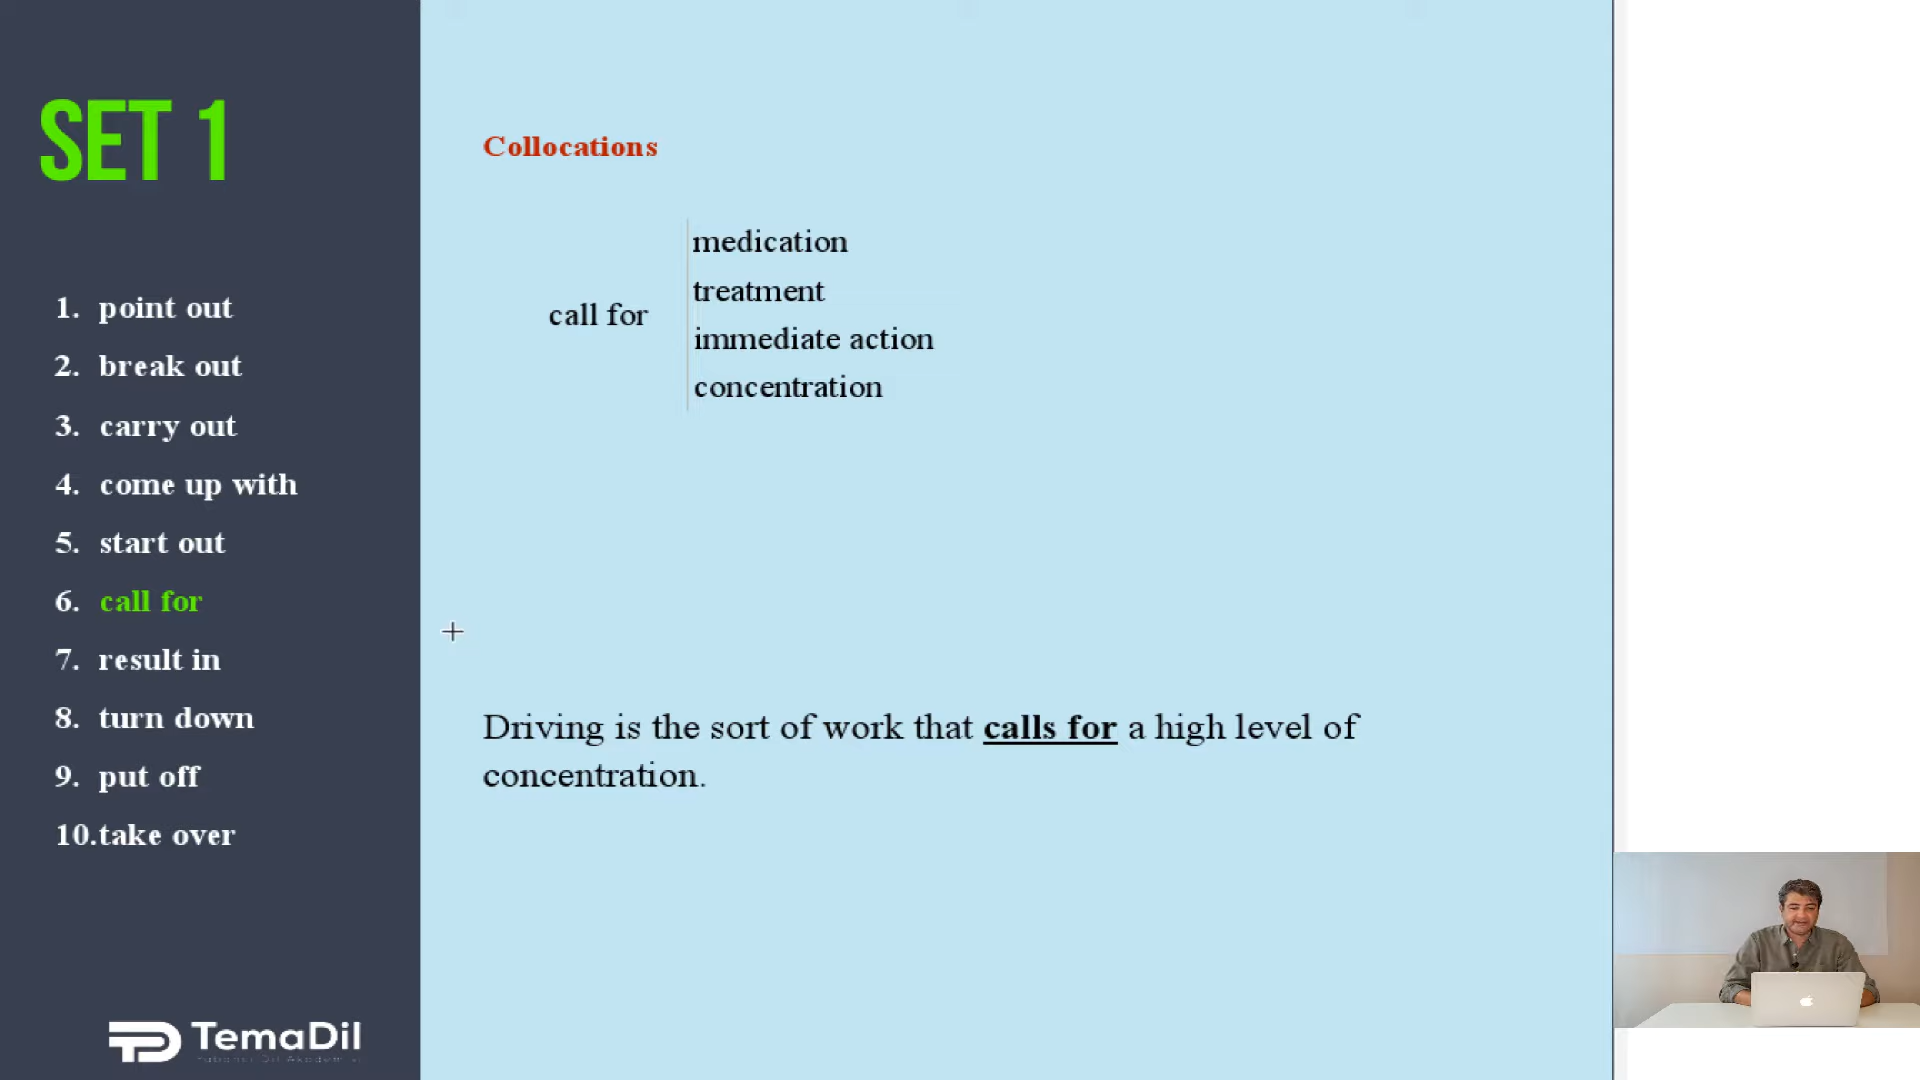 SET 1
1. point out
2. break out
3. carry out
4. come up with
5. start out
6. call for
7. result in
8. turn down
9. put off
10.take over
TemaDil
Collocations
call for
medication
treatment
immediate action
concentration
Driving is the sort of work that calls for a high level of
concentration.